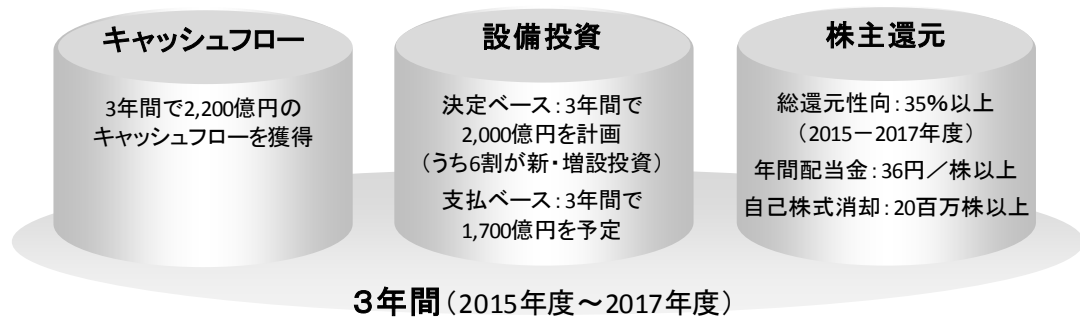 キャッシュフロー
3年間で2,200億円の
キャッシュフローを獲得
設備投資
決定ベース：3年間で
2,000億円を計画
（うち6割が新・増設投資）
支払ベース：3年間で
1,700億円を予定
株主還元
総還元性向：35％以上
（2015－2017年度）
年間配当金：36円／株以上
自己株式消却：20百万株以上
３年間（2015年度～2017年度）